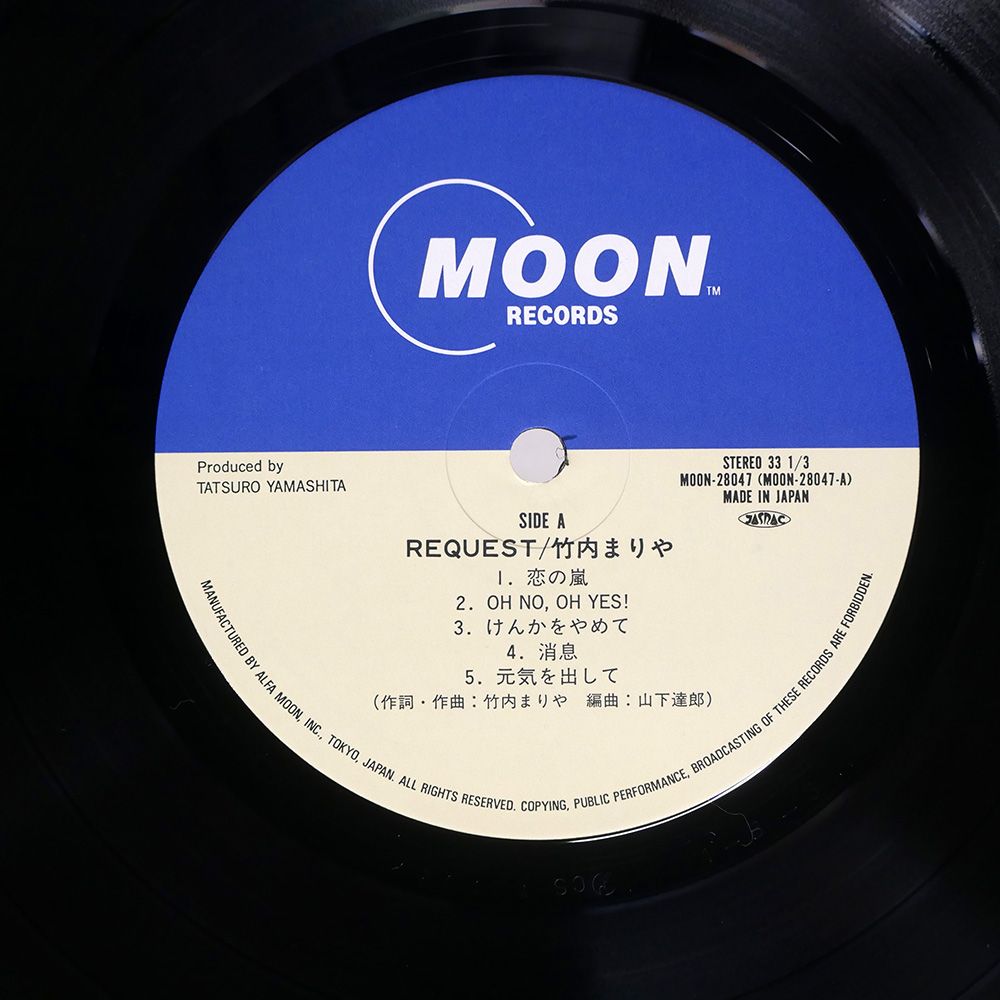 MOON
TM
RECORDS
Produced by
TATSURO YAMASHITA
STEREO 33 1/3
MOON-28047 (MOON-28047-A)
MADE IN JAPAN
JASRAC
SIDE A
REQUEST/竹内まりや
1. 恋の嵐
2. OH NO, OH YES!
3. けんかをやめて
4. 消息
5. 元気を出して
(作詞・作曲:竹内まりや 編曲:山下達郎)
MANUFACTURED BY ALFA MOON, INC., TOKYO, JAPAN. ALL RIGHTS RESERVED. COPYING, PUBLIC PERFORMANCE, BROADCASTING OF THESE RECORDS ARE FORBIDDEN.